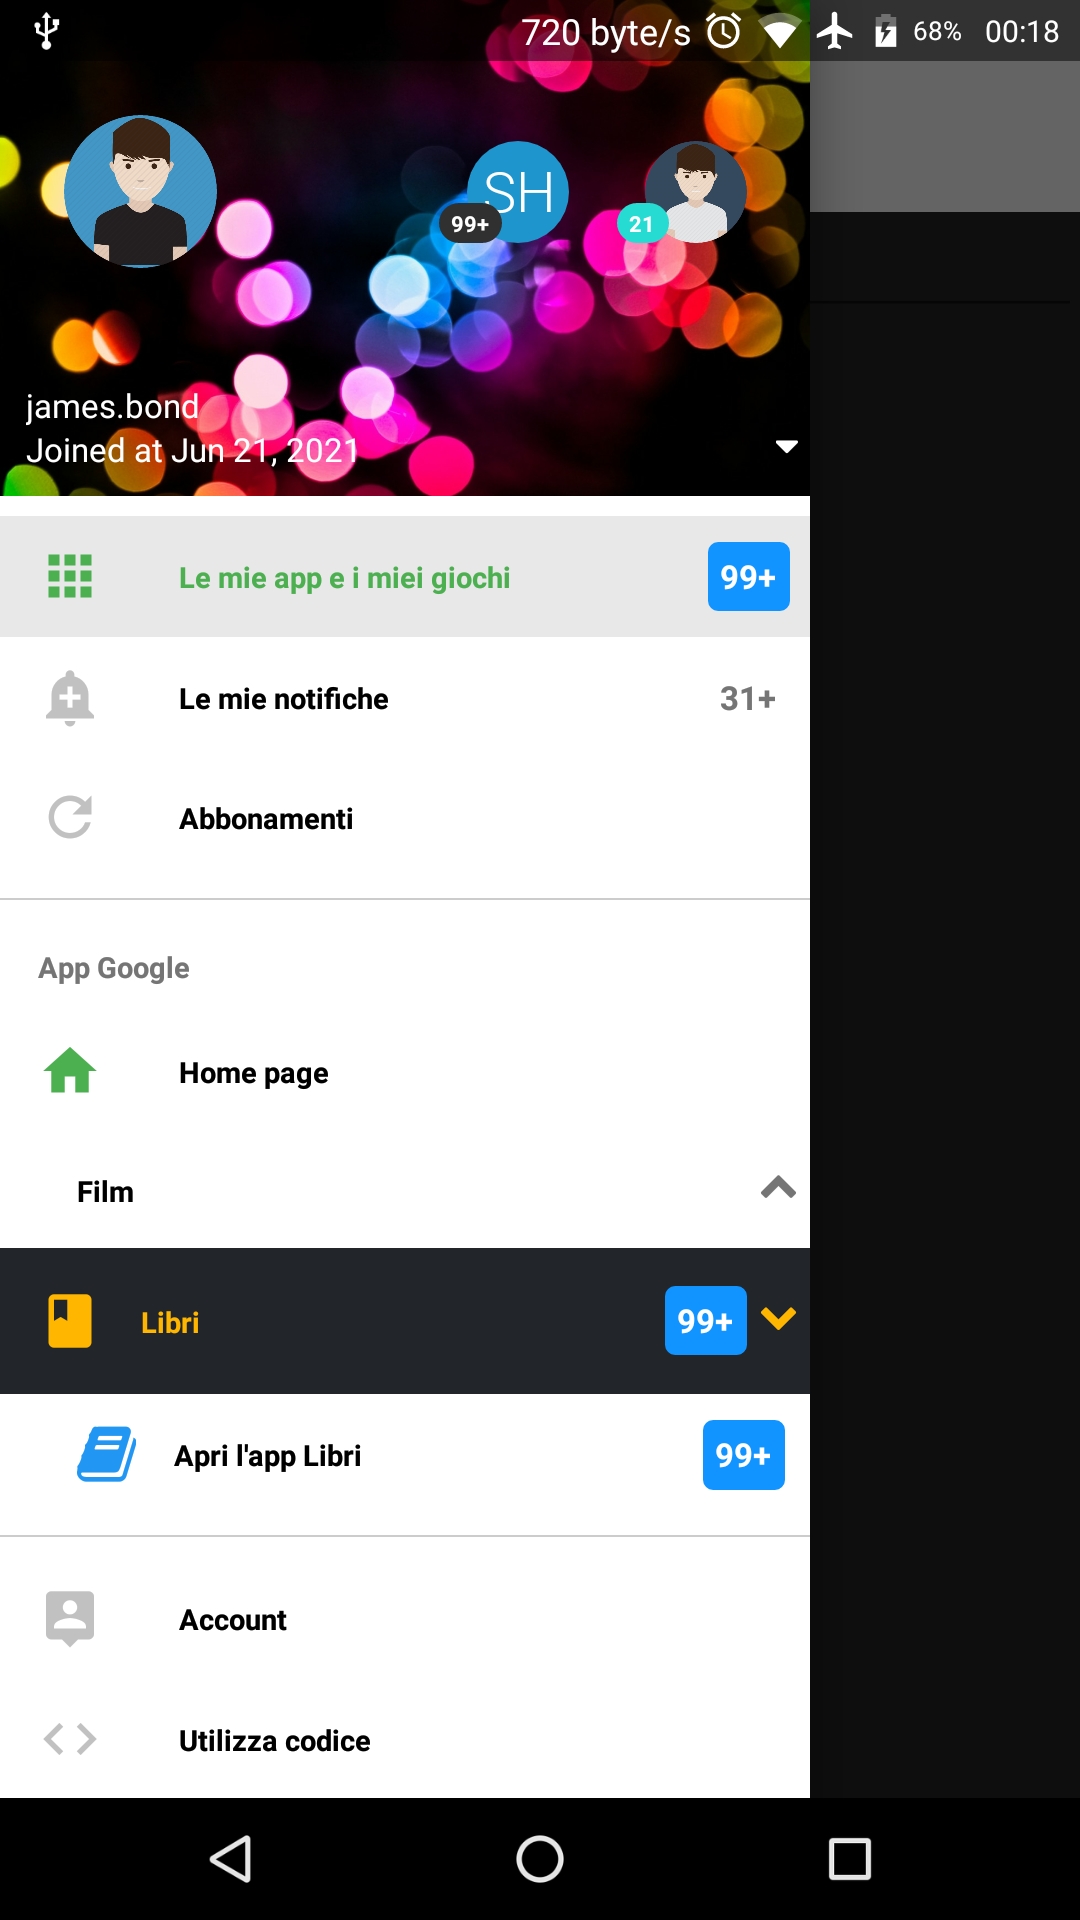 720 byte/s 68% 00:18
SH
99+
21
james.bond
Joined at Jun 21, 2021
Le mie app e i miei giochi 99+
Le mie notifiche 31+
Abbonamenti
App Google
Home page
Film
Libri 99+
Apri l'app Libri 99+
Account
Utilizza codice